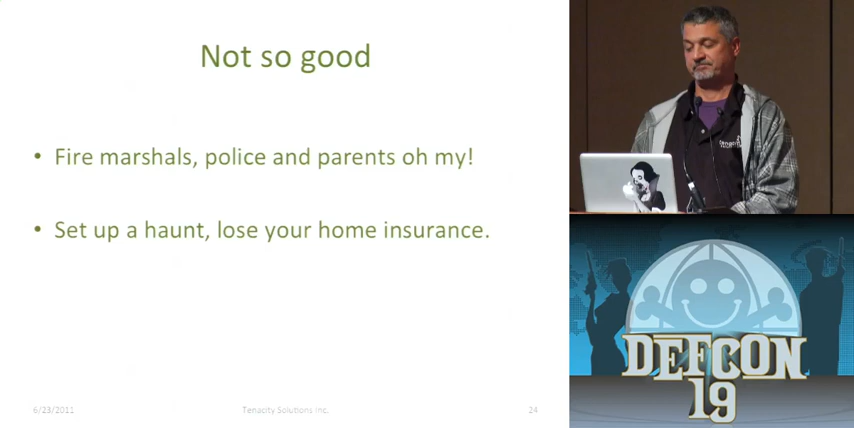 Not so good
• Fire marshals, police and parents oh my!
• Set up a haunt, lose your home insurance.
6/23/2011
Tenacity Solutions Inc.
24
DEFCON
19